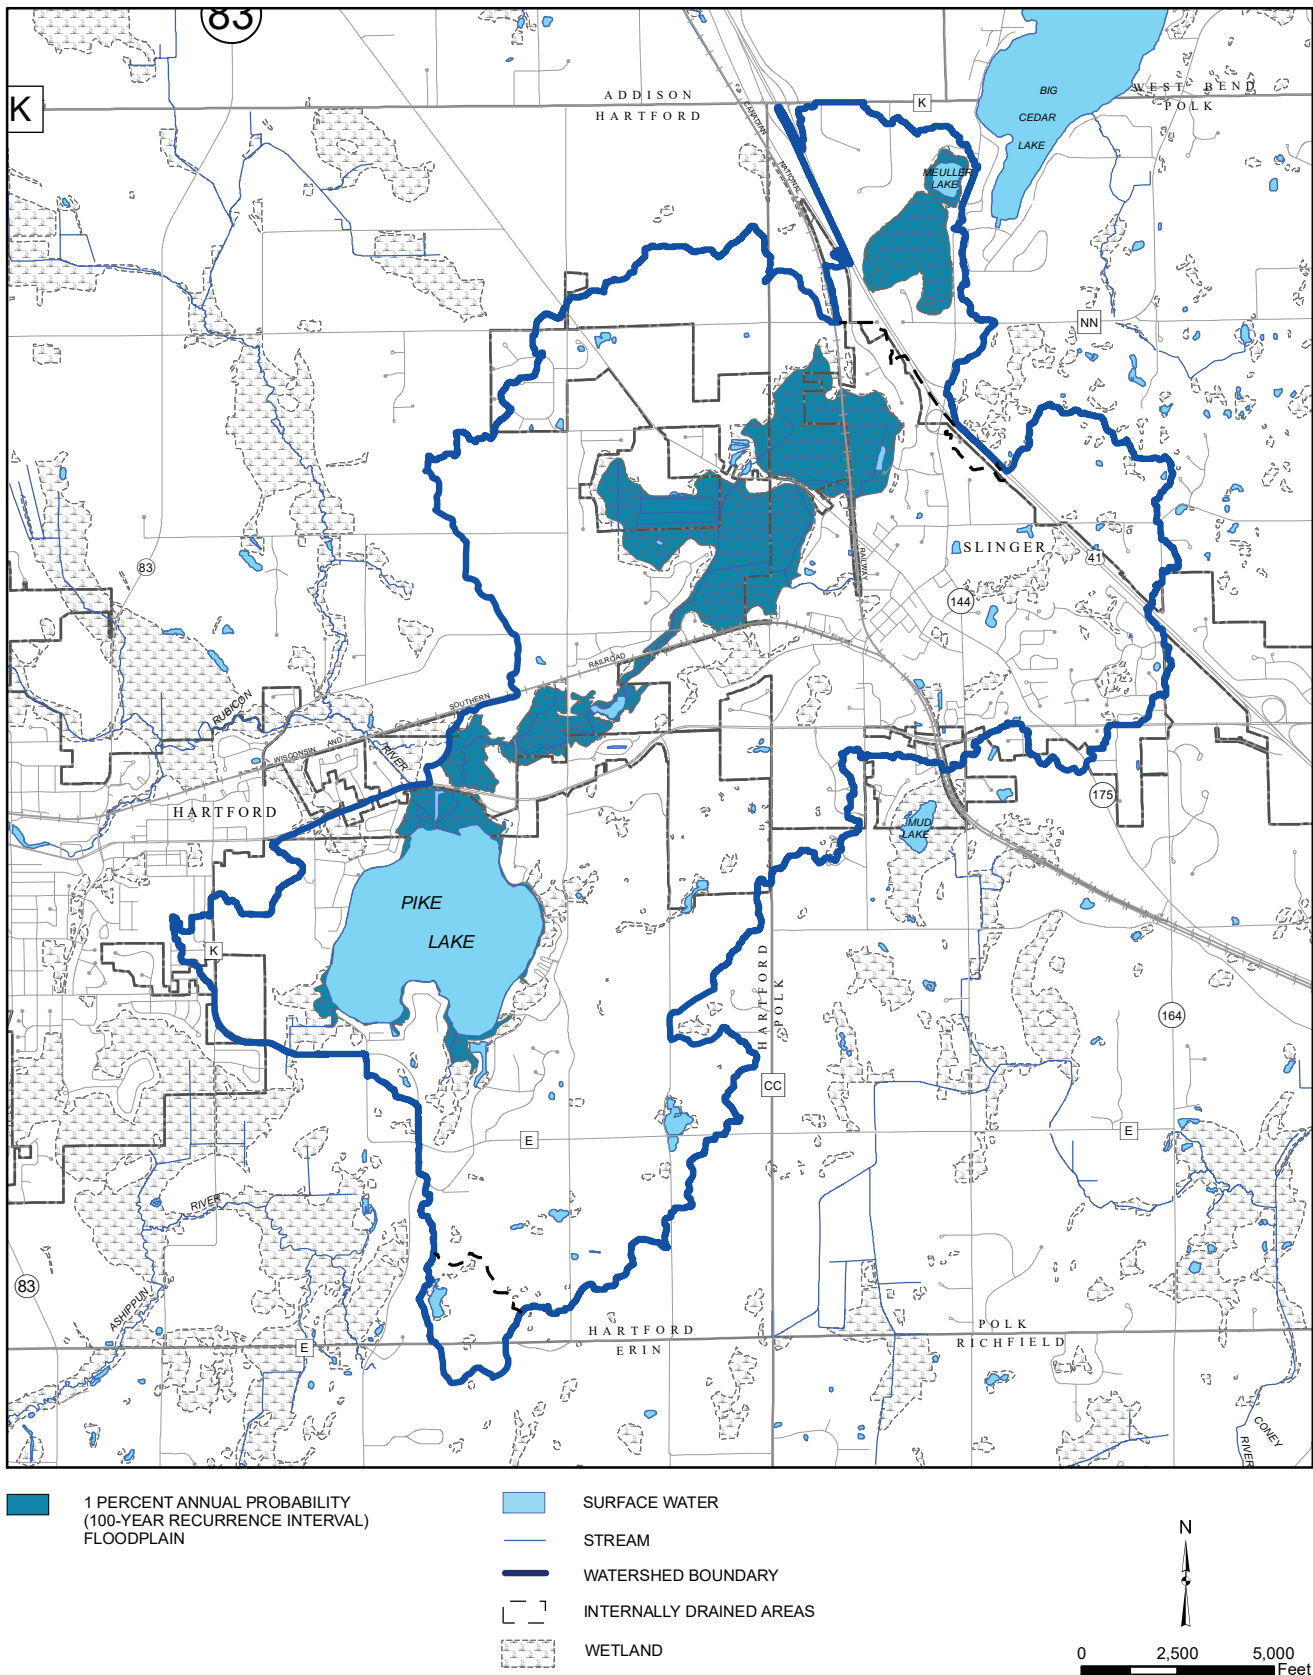 83
K
ADDISON
HARTFORD
K
WEST BEND
POLK
BIG
CEDAR
LAKE
CANADIAN
NATIONAL
MEULLER
LAKE
NN
83
SLINGER
41
144
RAILWAY
RAILROAD
SOUTHERN
AND
WISCONSIN
RUBICON
RIVER
HARTFORD
175
MUD
LAKE
PIKE
LAKE
K
HARTFORD
POLK
164
CC
E
E
RIVER
ASHIPPUN
83
HARTFORD
ERIN
E
POLK
RICHFIELD
CONEY
RIVER
1 PERCENT ANNUAL PROBABILITY
(100-YEAR RECURRENCE INTERVAL)
FLOODPLAIN
SURFACE WATER
STREAM
WATERSHED BOUNDARY
INTERNALLY DRAINED AREAS
WETLAND
N
0 2,500 5,000
Feet